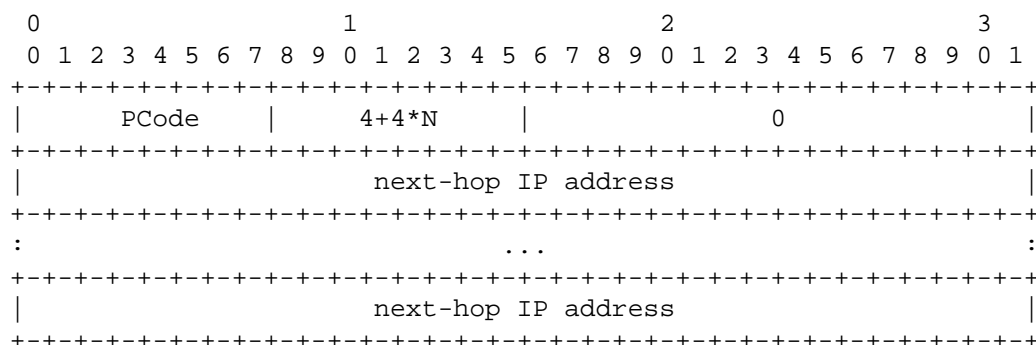 0                   1                   2                   3
 0 1 2 3 4 5 6 7 8 9 0 1 2 3 4 5 6 7 8 9 0 1 2 3 4 5 6 7 8 9 0 1
+-+-+-+-+-+-+-+-+-+-+-+-+-+-+-+-+-+-+-+-+-+-+-+-+-+-+-+-+-+-+-+-+
|      PCode    |     4+4*N     |               0               |
+-+-+-+-+-+-+-+-+-+-+-+-+-+-+-+-+-+-+-+-+-+-+-+-+-+-+-+-+-+-+-+-+
|                      next-hop IP address                      |
+-+-+-+-+-+-+-+-+-+-+-+-+-+-+-+-+-+-+-+-+-+-+-+-+-+-+-+-+-+-+-+-+
:                              ...                              :
+-+-+-+-+-+-+-+-+-+-+-+-+-+-+-+-+-+-+-+-+-+-+-+-+-+-+-+-+-+-+-+-+
|                      next-hop IP address                      |
+-+-+-+-+-+-+-+-+-+-+-+-+-+-+-+-+-+-+-+-+-+-+-+-+-+-+-+-+-+-+-+-+